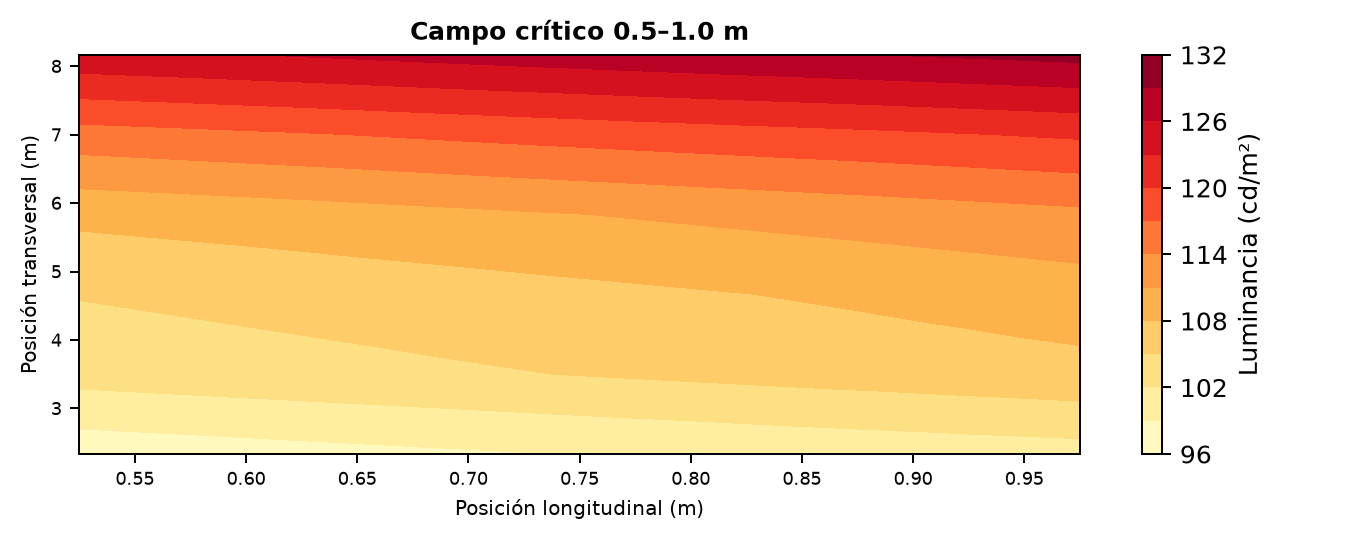 Campo crítico 0.5–1.0 m
8
7
6
5
4
3
Posición transversal (m)
0.55 0.60 0.65 0.70 0.75 0.80 0.85 0.90 0.95
Posición longitudinal (m)
132
126
120
114
108
102
96
Luminancia (cd/m²)